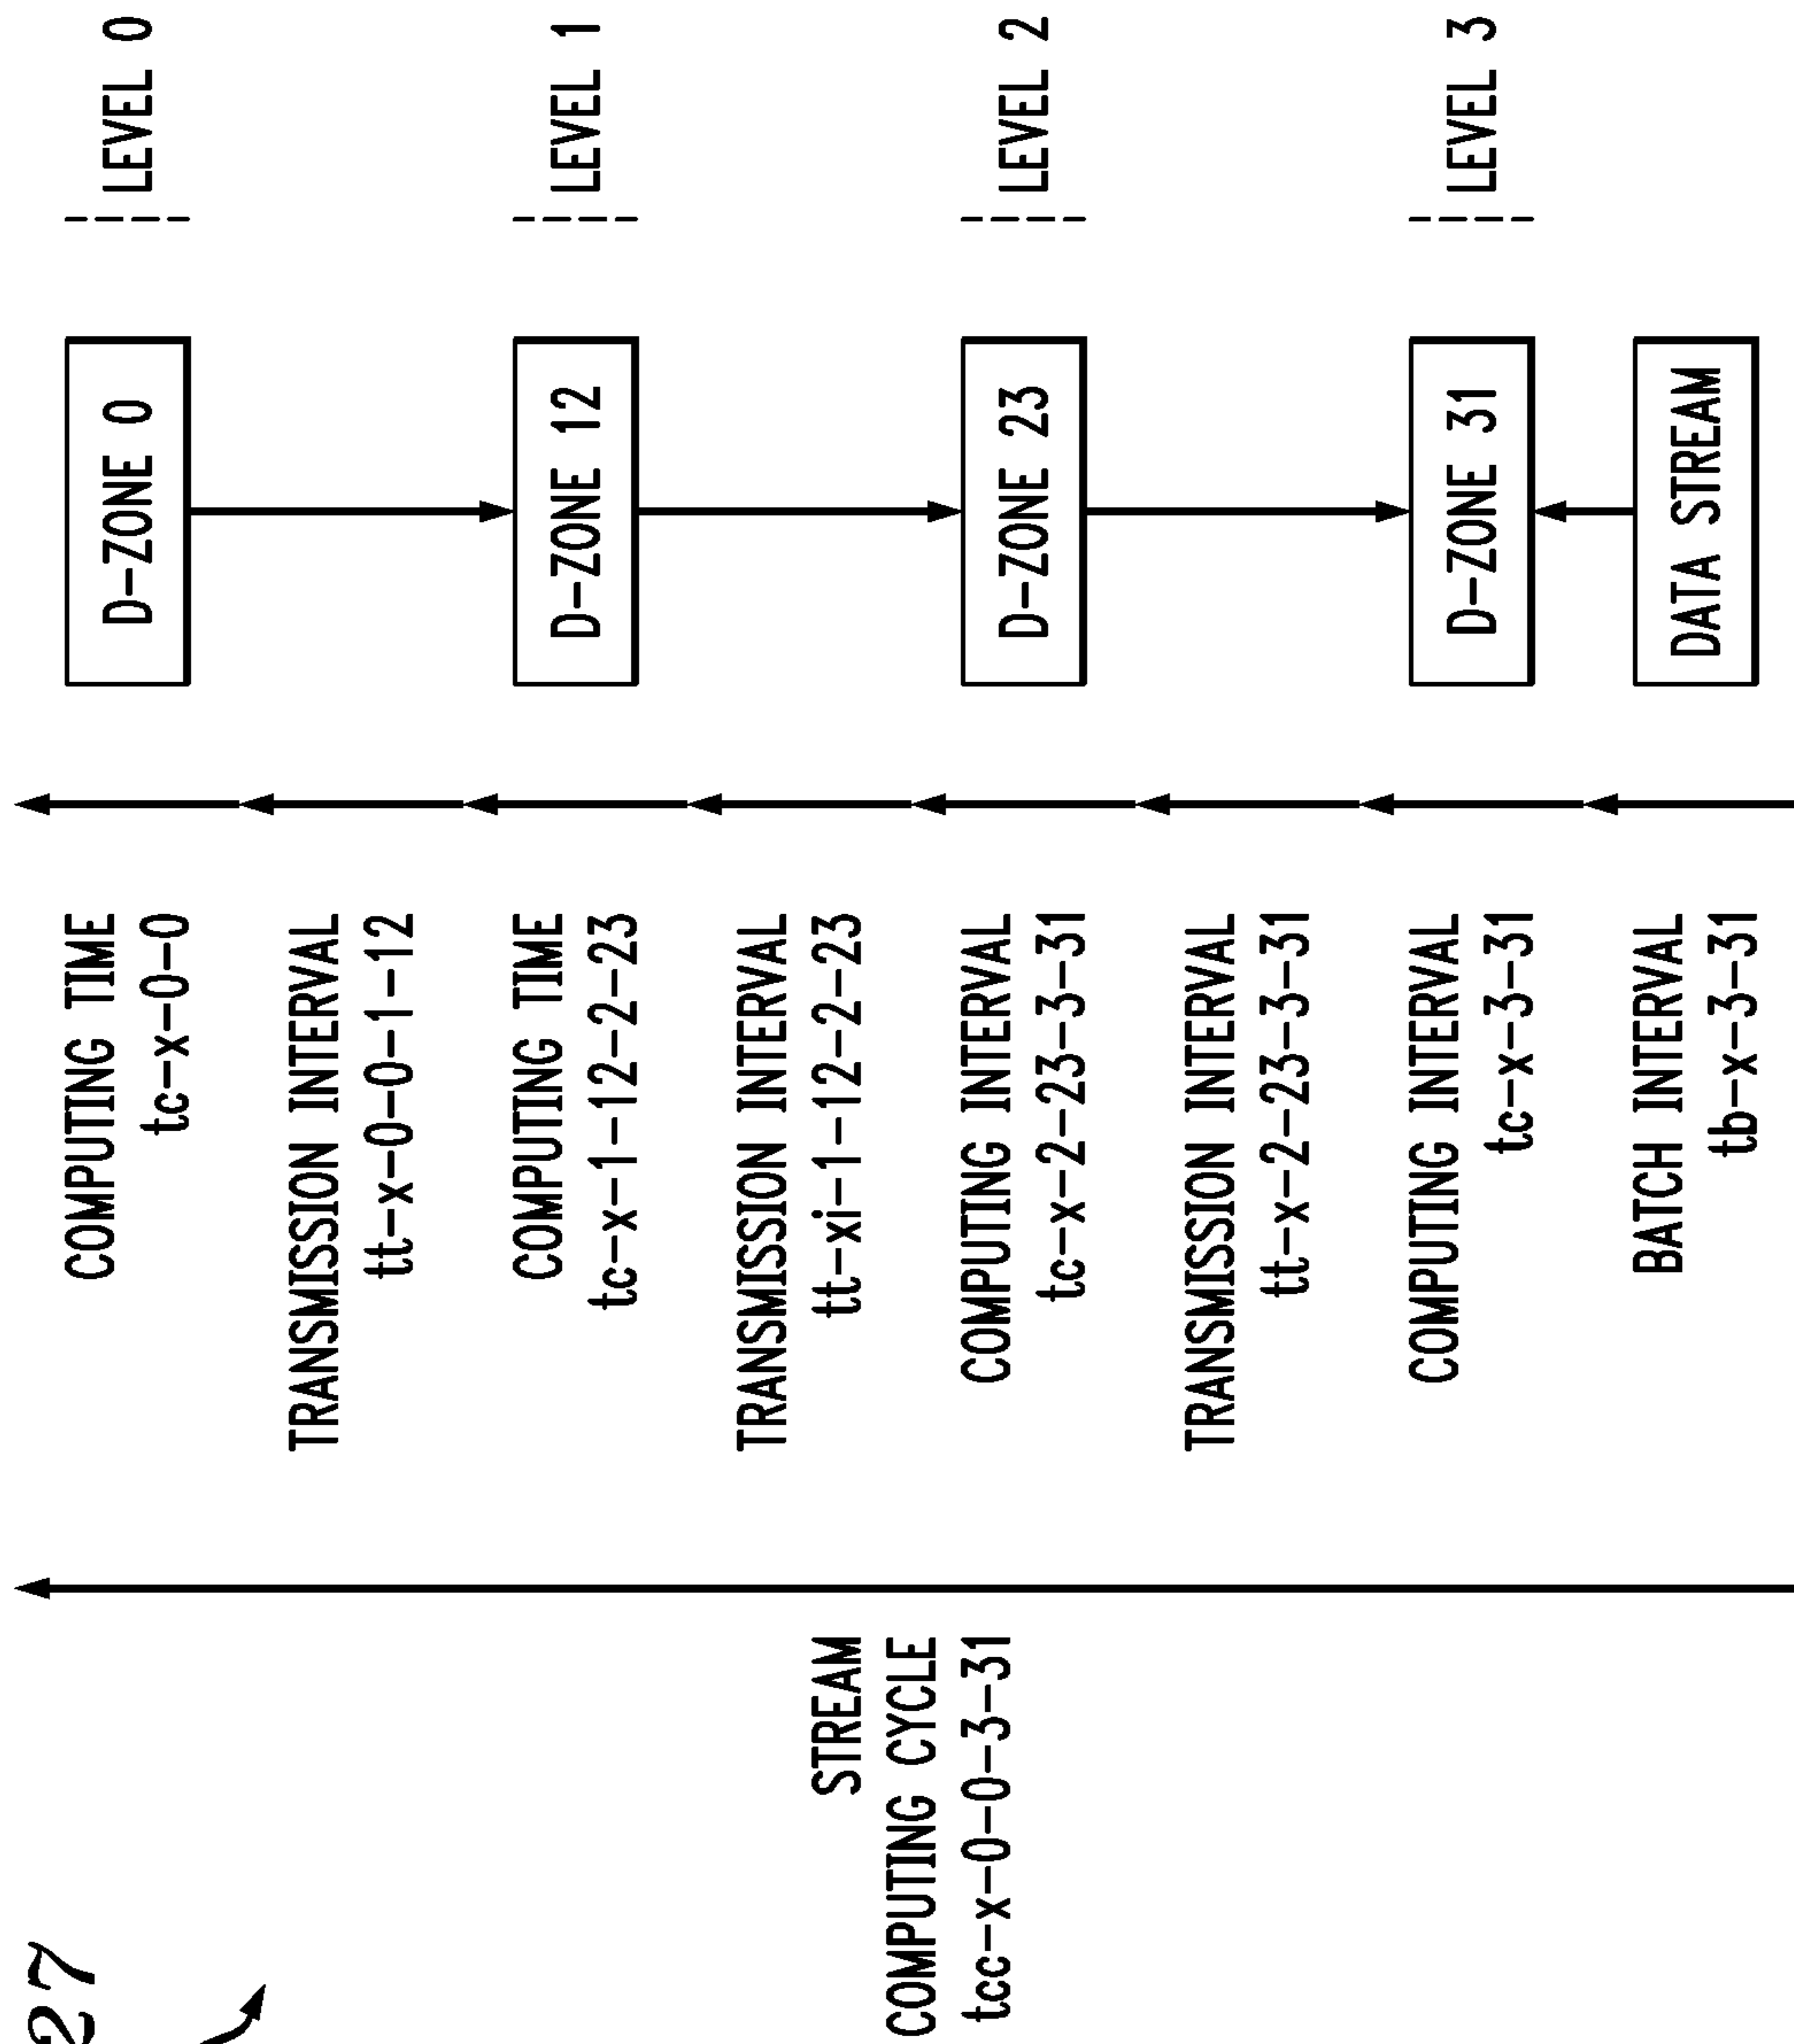 27
COMPUTING TIME
tc-x-0-0
D-ZONE 0
LEVEL 0
TRANSMISSION INTERVAL
tt-x-0-0-1-12
COMPUTING TIME
tc-x-1-12-2-23
D-ZONE 12
LEVEL 1
TRANSMISSION INTERVAL
tt-xi-1-12-2-23
STREAM
COMPUTING CYCLE
tcc-x-0-0-3-31
COMPUTING INTERVAL
tc-x-2-23-3-31
D-ZONE 23
LEVEL 2
TRANSMISSION INTERVAL
tt-x-2-23-3-31
COMPUTING INTERVAL
tc-x-3-31
D-ZONE 31
LEVEL 3
BATCH INTERVAL
tb-x-3-31
DATA STREAM